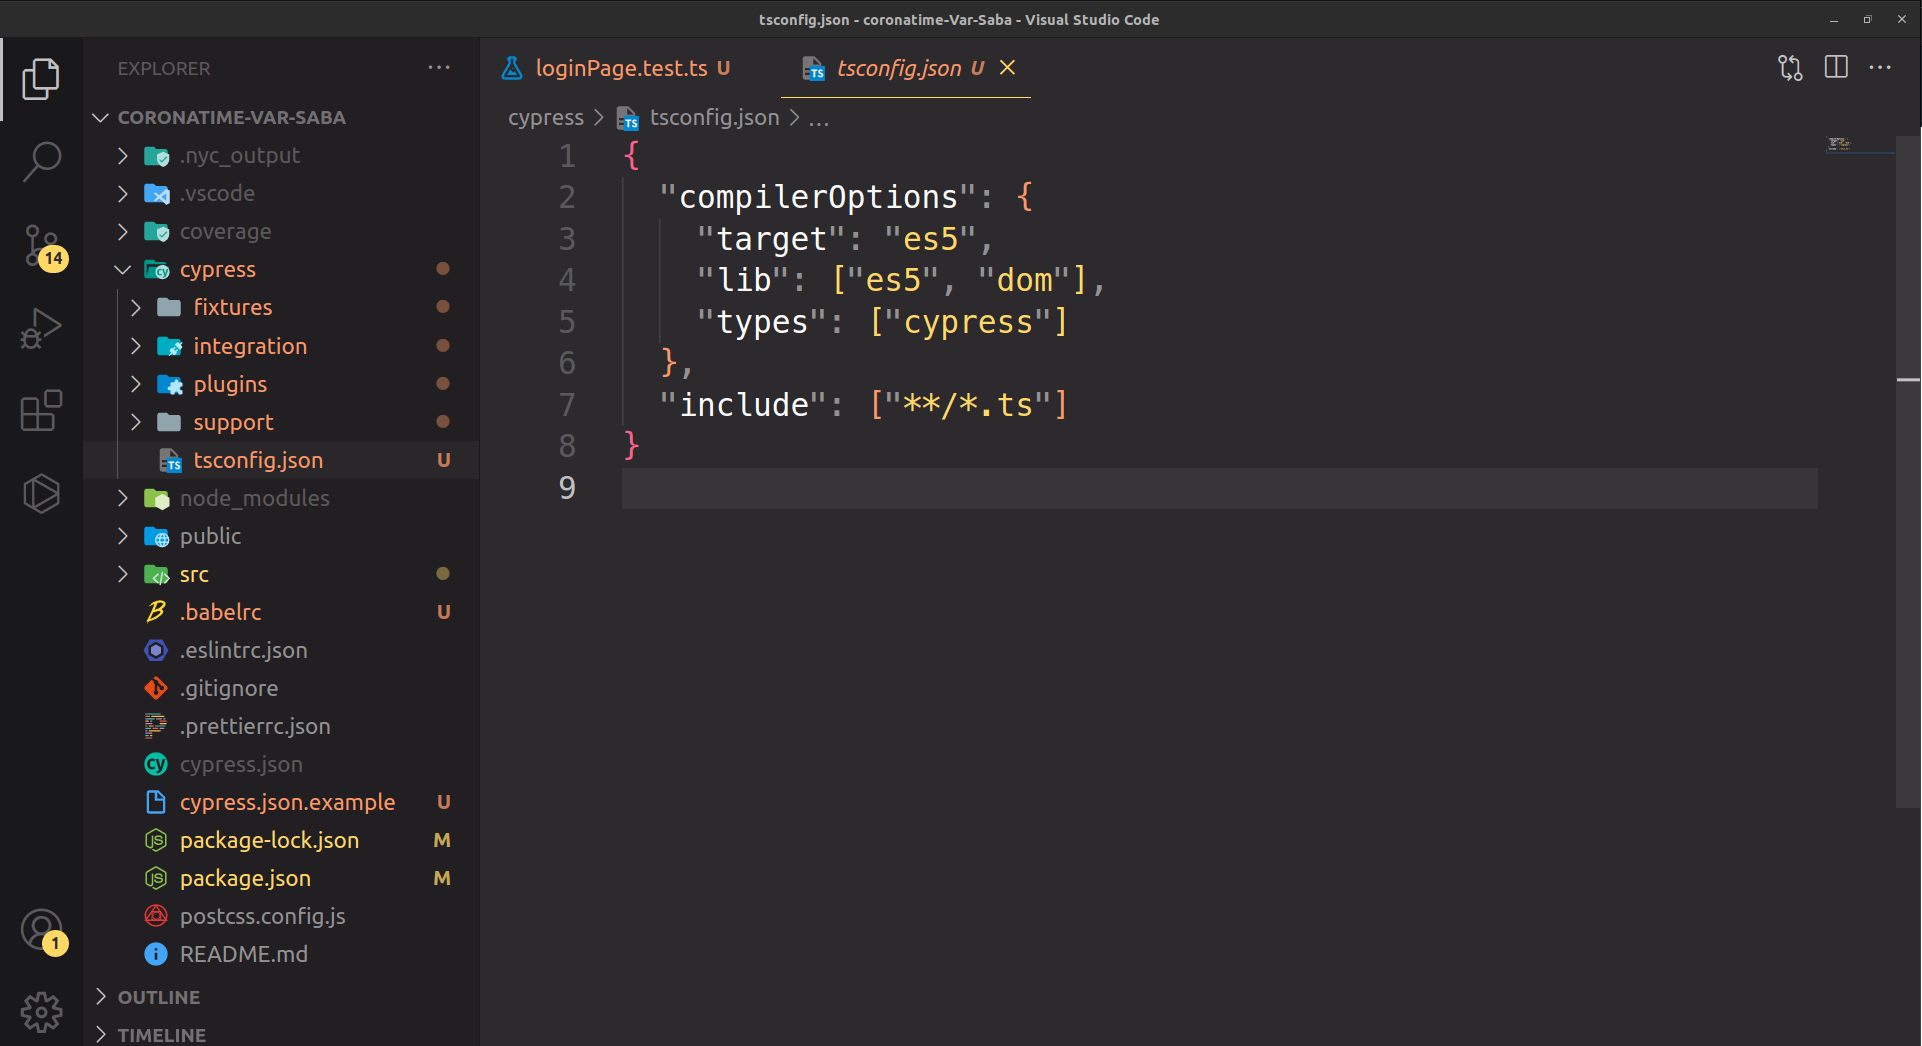 tsconfig.json - coronatime-Var-Saba - Visual Studio Code
EXPLORER
CORONATIME-VAR-SABA
.nyc_output
.vscode
coverage
cypress
fixtures
integration
plugins
support
tsconfig.json U
node_modules
public
src
.babelrc U
.eslintrc.json
.gitignore
.prettierrc.json
cypress.json
cypress.json.example U
package-lock.json M
package.json M
postcss.config.js
README.md
OUTLINE
TIMELINE
14
1
loginPage.test.ts U
tsconfig.json U
cypress > tsconfig.json > ...
1 {
2 "compilerOptions": {
3 "target": "es5",
4 "lib": ["es5", "dom"],
5 "types": ["cypress"]
6 },
7 "include": ["**/*.ts"]
8 }
9